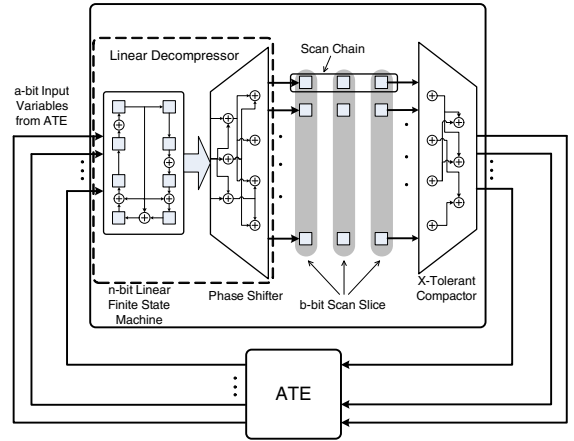 Linear Decompressor
Scan Chain
a-bit Input
Variables
from ATE
n-bit Linear
Finite State
Machine
Phase Shifter
b-bit Scan Slice
X-Tolerant
Compactor
ATE